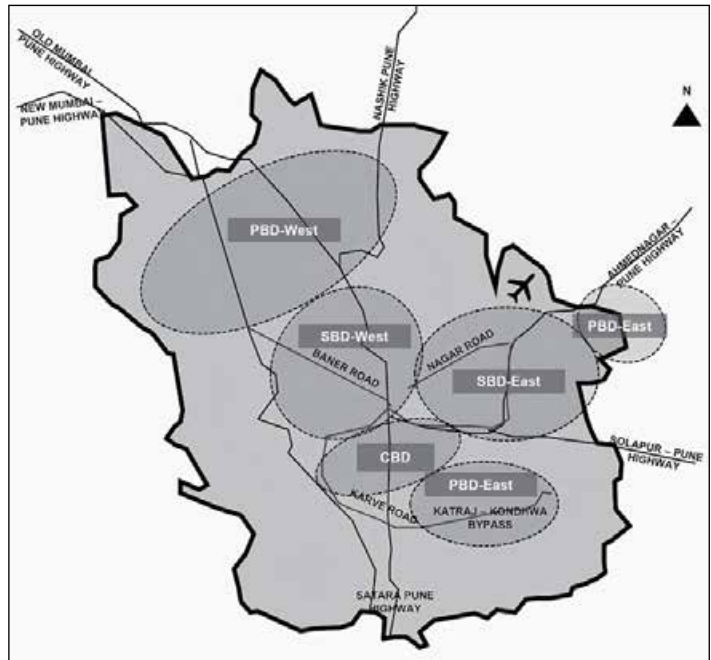 OLD MUMBAI
PUNE HIGHWAY
NEW MUMBAI –
PUNE HIGHWAY
NASHIK PUNE
HIGHWAY
N
PBD-West
AHMEDNAGAR –
PUNE HIGHWAY
PBD-East
SBD-West
BANER ROAD
NAGAR ROAD
SBD-East
SOLAPUR – PUNE
HIGHWAY
CBD
PBD-East
KARVE ROAD
KATRAJ – KONDHWA
BYPASS
SATARA PUNE
HIGHWAY